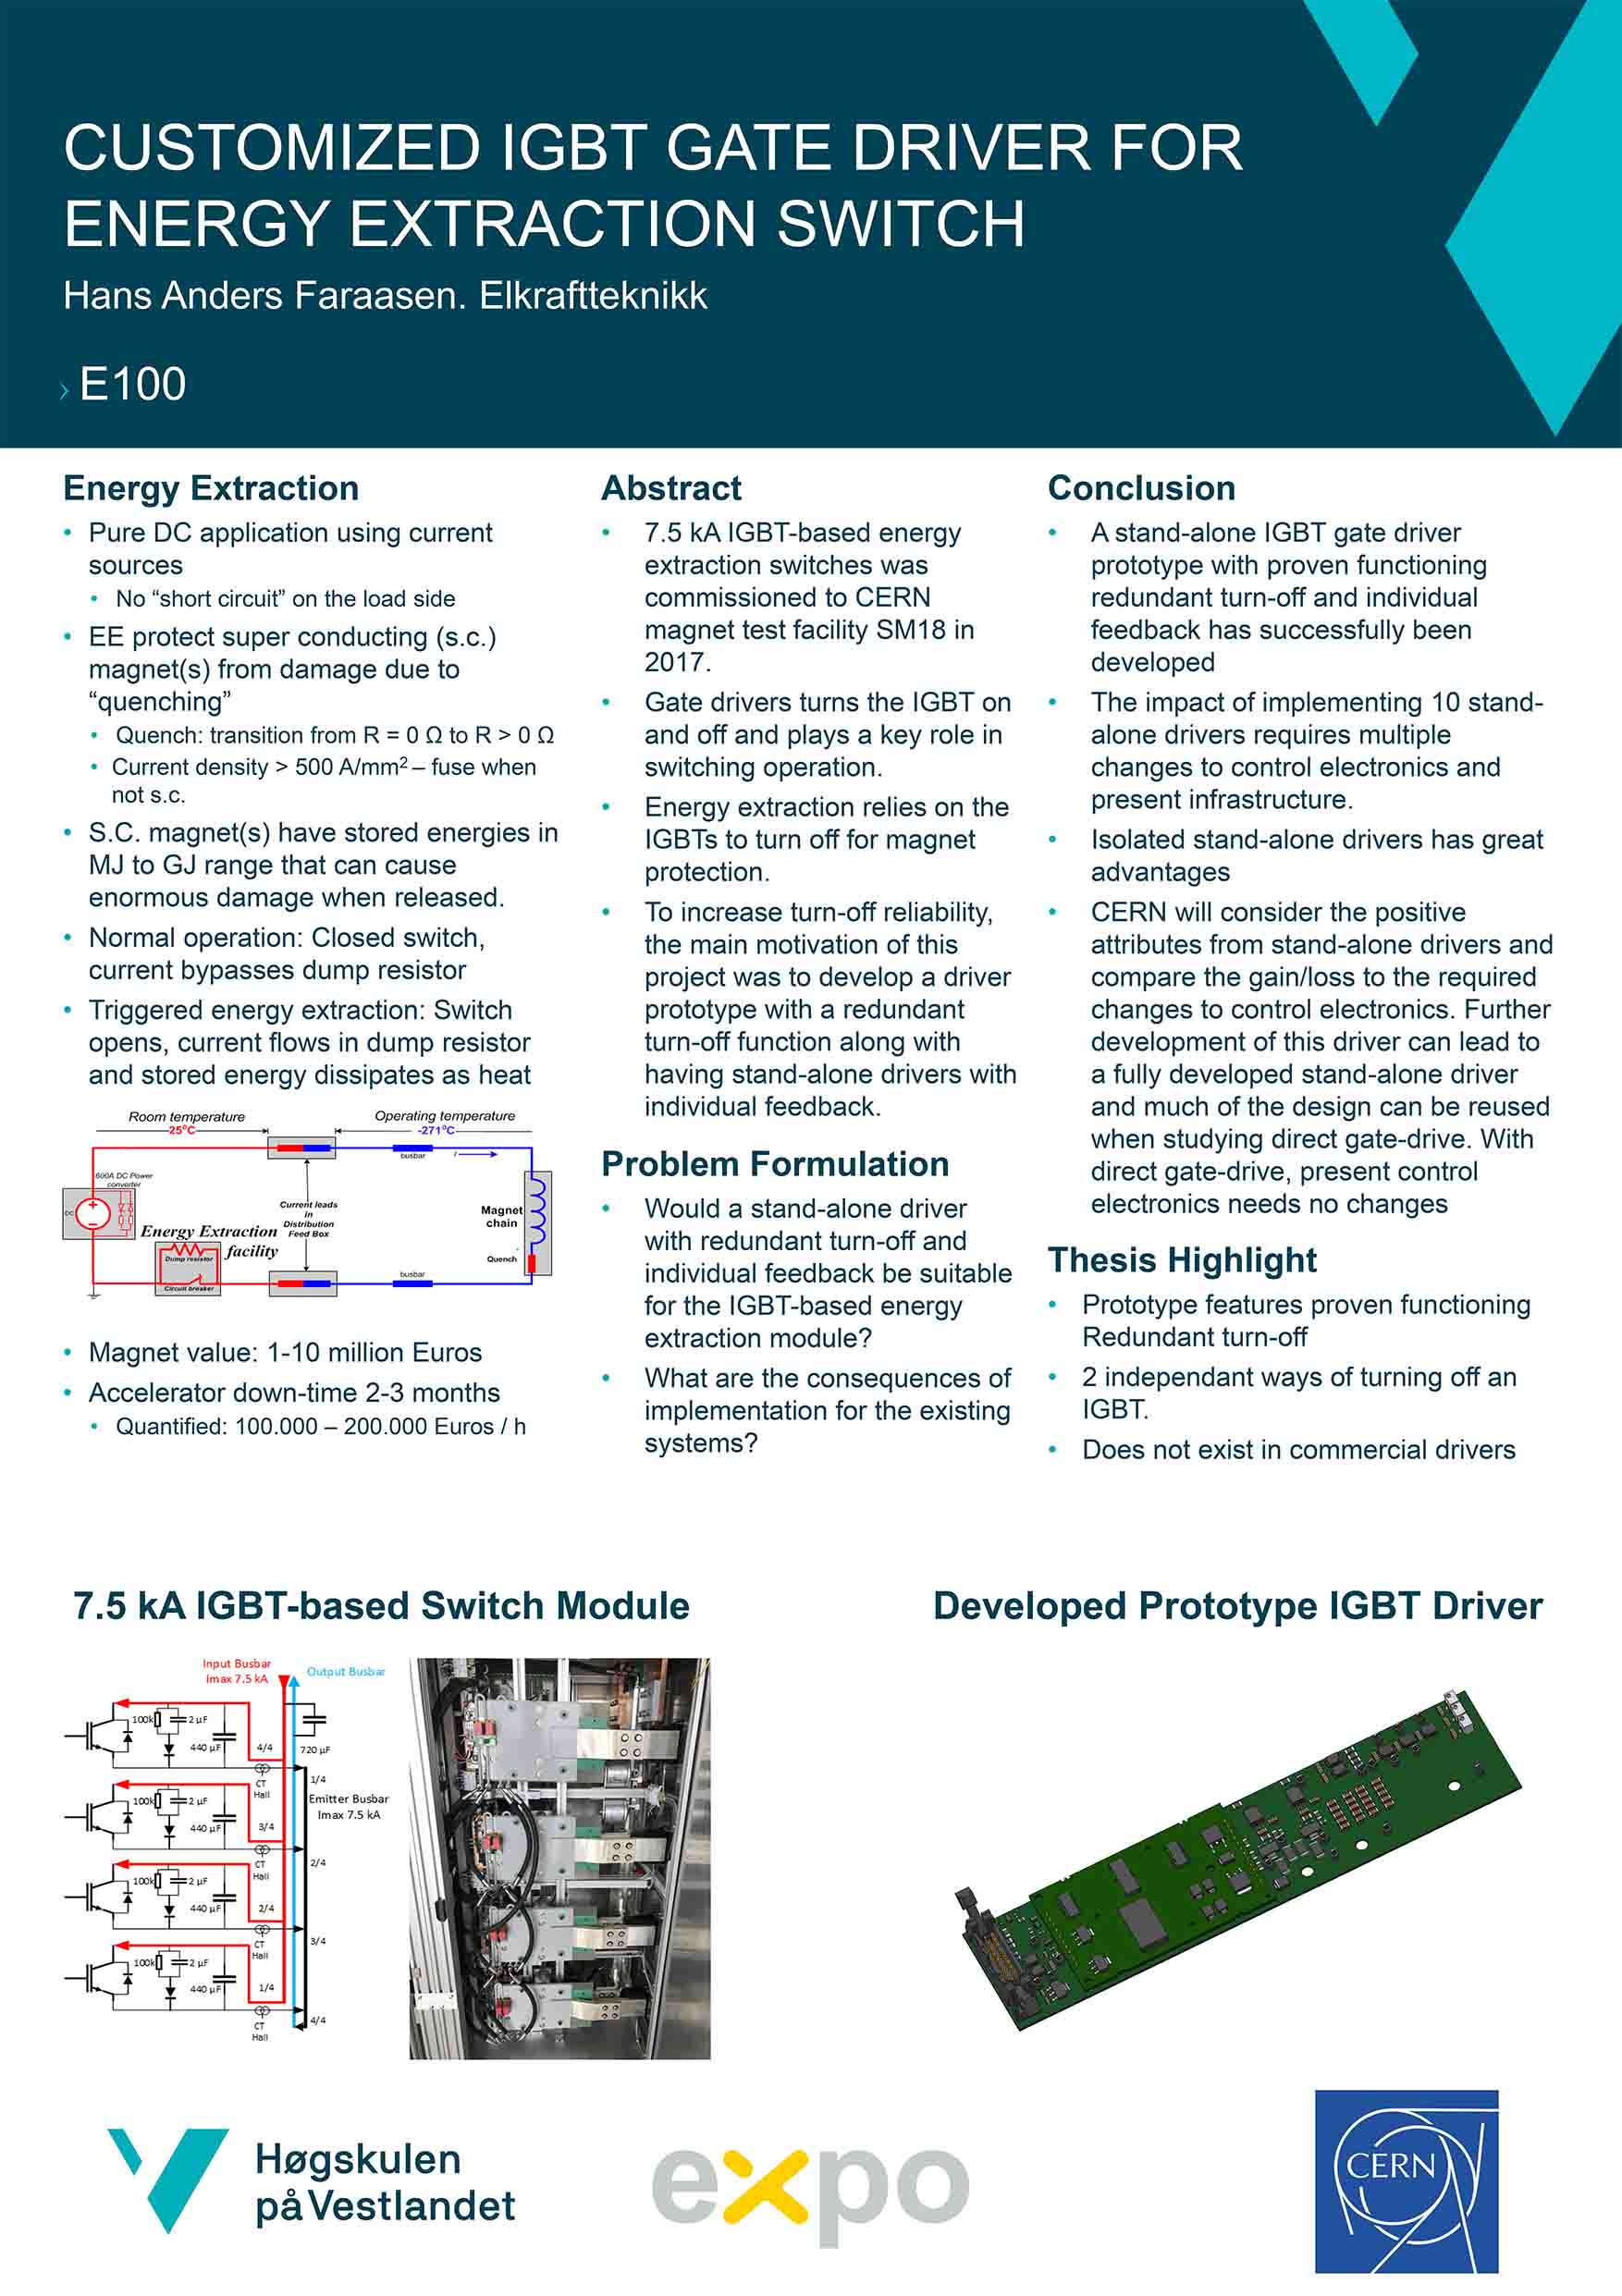 CUSTOMIZED IGBT GATE DRIVER FOR
ENERGY EXTRACTION SWITCH
Hans Anders Faraasen. Elkraftteknikk
› E100
Energy Extraction
• Pure DC application using current
sources
• No “short circuit” on the load side
• EE protect super conducting (s.c.)
magnet(s) from damage due to
“quenching”
• Quench: transition from R = 0 Ω to R > 0 Ω
• Current density > 500 A/mm² – fuse when
not s.c.
• S.C. magnet(s) have stored energies in
MJ to GJ range that can cause
enormous damage when released.
• Normal operation: Closed switch,
current bypasses dump resistor
• Triggered energy extraction: Switch
opens, current flows in dump resistor
and stored energy dissipates as heat
Room temperature
25°C
Operating temperature
-271°C
busbar
I
600A DC Power
converter
DC
Current leads
in
Distribution
Feed Box
Magnet
chain
Energy Extraction
facility
Dump resistor
Quench
busbar
Circuit breaker
• Magnet value: 1-10 million Euros
• Accelerator down-time 2-3 months
• Quantified: 100.000 – 200.000 Euros / h
Abstract
• 7.5 kA IGBT-based energy
extraction switches was
commissioned to CERN
magnet test facility SM18 in
2017.
• Gate drivers turns the IGBT on
and off and plays a key role in
switching operation.
• Energy extraction relies on the
IGBTs to turn off for magnet
protection.
• To increase turn-off reliability,
the main motivation of this
project was to develop a driver
prototype with a redundant
turn-off function along with
having stand-alone drivers with
individual feedback.
Problem Formulation
• Would a stand-alone driver
with redundant turn-off and
individual feedback be suitable
for the IGBT-based energy
extraction module?
• What are the consequences of
implementation for the existing
systems?
Conclusion
• A stand-alone IGBT gate driver
prototype with proven functioning
redundant turn-off and individual
feedback has successfully been
developed
• The impact of implementing 10 stand-
alone drivers requires multiple
changes to control electronics and
present infrastructure.
• Isolated stand-alone drivers has great
advantages
• CERN will consider the positive
attributes from stand-alone drivers and
compare the gain/loss to the required
changes to control electronics. Further
development of this driver can lead to
a fully developed stand-alone driver
and much of the design can be reused
when studying direct gate-drive. With
direct gate-drive, present control
electronics needs no changes
Thesis Highlight
• Prototype features proven functioning
Redundant turn-off
• 2 independant ways of turning off an
IGBT.
• Does not exist in commercial drivers
7.5 kA IGBT-based Switch Module
Input Busbar
Imax 7.5 kA
Output Busbar
100k
2 µF
440 µF
4/4
720 µF
CT
Hall
1/4
Emitter Busbar
Imax 7.5 kA
100k
2 µF
440 µF
3/4
CT
Hall
2/4
100k
2 µF
440 µF
2/4
CT
Hall
3/4
100k
2 µF
440 µF
1/4
CT
Hall
4/4
Developed Prototype IGBT Driver
Høgskulen
på Vestlandet
expo
CERN